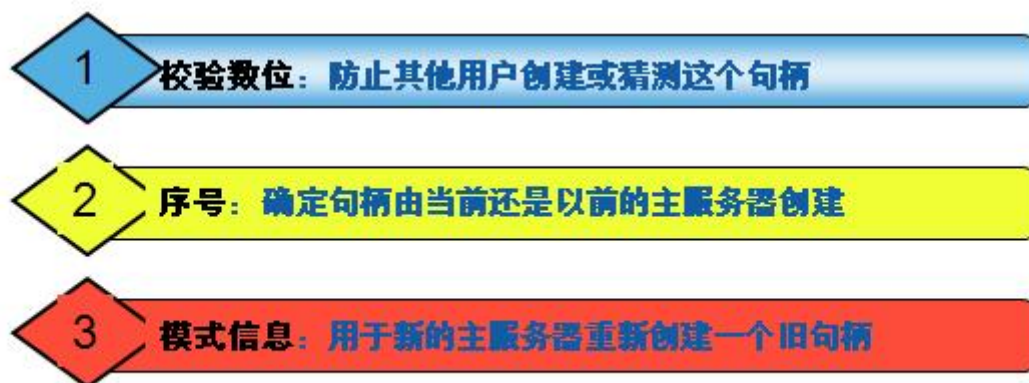 1 校验数位：防止其他用户创建或猜测这个句柄
2 序号：确定句柄由当前还是以前的主服务器创建
3 模式信息：用于新的主服务器重新创建一个旧句柄